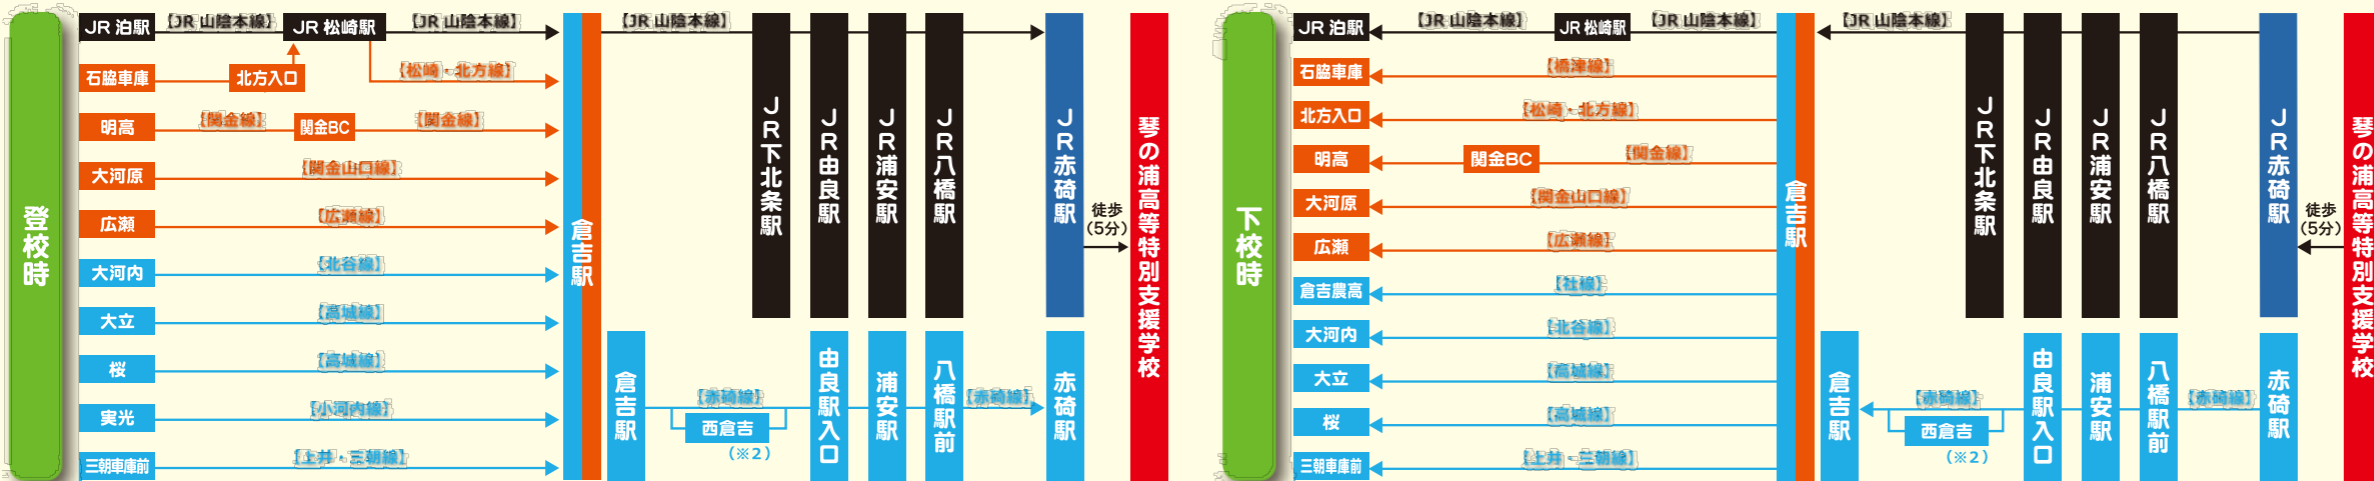 登校時
JR 泊駅
【JR 山陰本線】
JR 松崎駅
【JR 山陰本線】
石脇車庫
北方入口
【松崎・北方線】
明高
【関金線】
関金BC
【関金線】
大河原
【関金山口線】
広瀬
【広瀬線】
大河内
【北谷線】
大立
【高城線】
桜
【高城線】
実光
【小河内線】
三朝車庫前
【上井・三朝線】
倉吉駅
【JR 山陰本線】
JR下北条駅
JR由良駅
JR浦安駅
JR八橋駅
JR赤碕駅
倉吉駅
【赤碕線】
西倉吉
（※2）
由良駅入口
浦安駅
八橋駅前
【赤碕線】
赤碕駅
徒歩
（5分）
琴の浦高等特別支援学校
下校時
JR 泊駅
【JR 山陰本線】
JR 松崎駅
【JR 山陰本線】
石脇車庫
【橋津線】
北方入口
【松崎・北方線】
明高
関金BC
【関金線】
大河原
【関金山口線】
広瀬
【広瀬線】
倉吉農高
【社線】
大河内
【北谷線】
大立
【高城線】
桜
【高城線】
三朝車庫前
【上井・三朝線】
倉吉駅
【JR 山陰本線】
JR下北条駅
JR由良駅
JR浦安駅
JR八橋駅
JR赤碕駅
倉吉駅
【赤碕線】
西倉吉
（※2）
由良駅入口
浦安駅
八橋駅前
【赤碕線】
赤碕駅
徒歩
（5分）
琴の浦高等特別支援学校